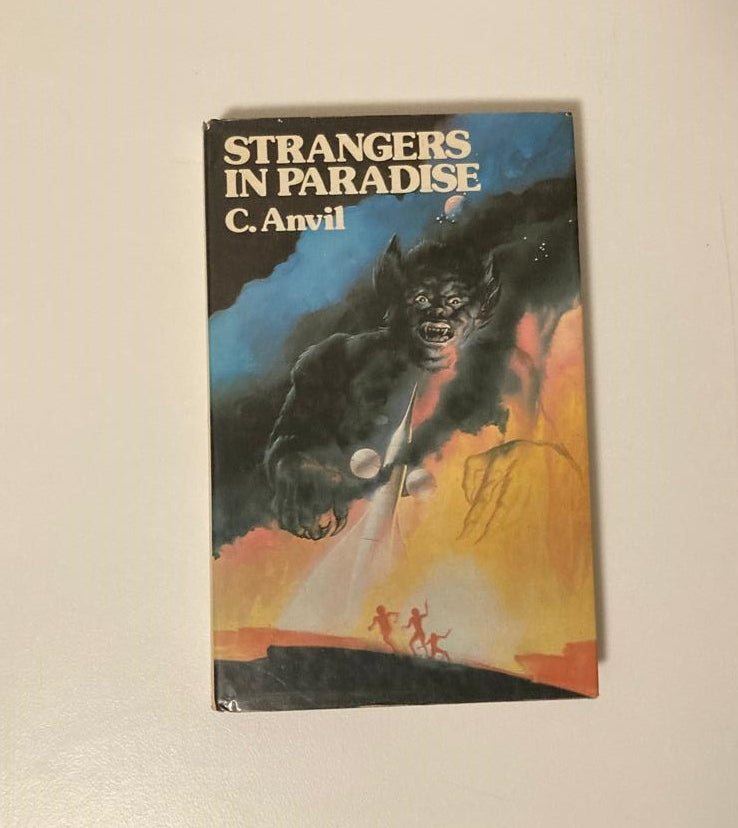 STRANGERS
IN PARADISE
C. Anvil